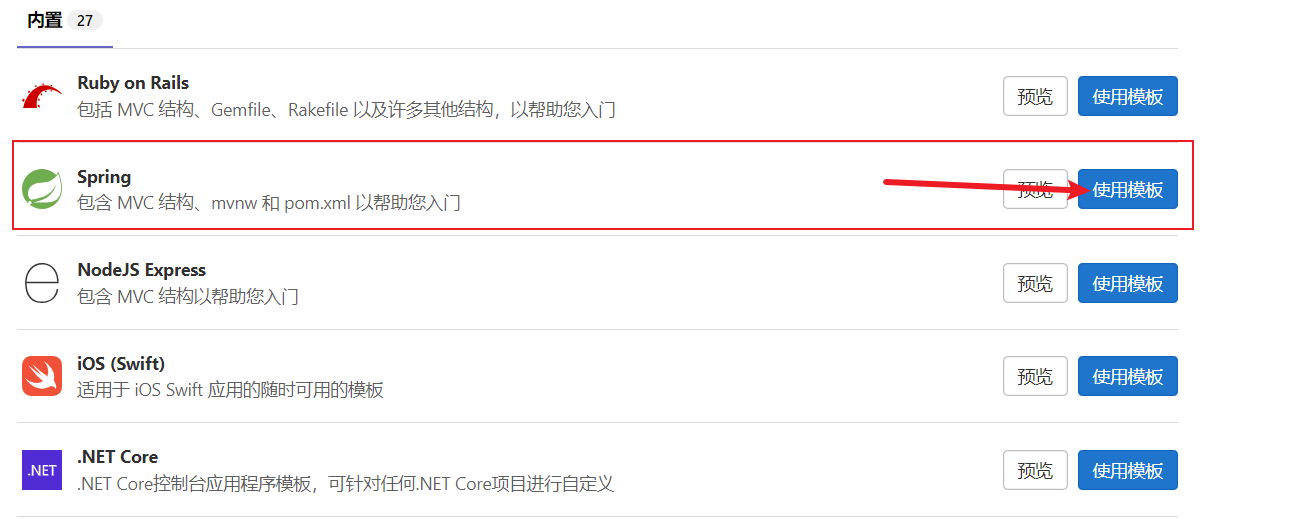 内置 27
Ruby on Rails
包括 MVC 结构、Gemfile、Rakefile 以及许多其他结构，以帮助您入门
预览 使用模板
Spring
包含 MVC 结构、mvnw 和 pom.xml 以帮助您入门
预览 使用模板
NodeJS Express
包含 MVC 结构以帮助您入门
预览 使用模板
iOS (Swift)
适用于 iOS Swift 应用的随时可用的模板
预览 使用模板
.NET
.NET Core
.NET Core控制台应用程序模板，可针对任何.NET Core项目进行自定义
预览 使用模板